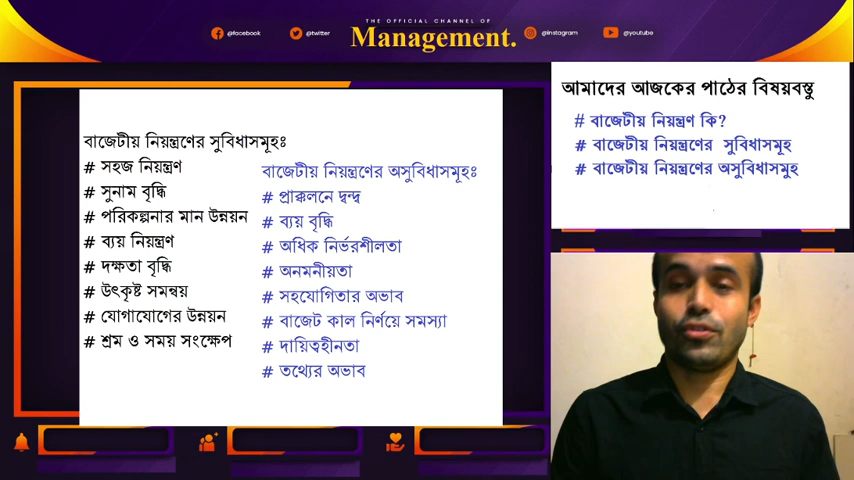 THE OFFICIAL CHANNEL OF
@facebook
@twitter
Management.
@instagram
@youtube
বাজেটীয় নিয়ন্ত্রণের সুবিধাসমূহঃ
# সহজ নিয়ন্ত্রণ
# সুনাম বৃদ্ধি
# পরিকল্পনার মান উন্নয়ন
# ব্যয় নিয়ন্ত্রণ
# দক্ষতা বৃদ্ধি
# উৎকৃষ্ট সমন্বয়
# যোগাযোগের উন্নয়ন
# শ্রম ও সময় সংক্ষেপ
বাজেটীয় নিয়ন্ত্রণের অসুবিধাসমূহঃ
# প্রাক্কলনে দ্বন্দ্ব
# ব্যয় বৃদ্ধি
# অধিক নির্ভরশীলতা
# অনমনীয়তা
# সহযোগিতার অভাব
# বাজেট কাল নির্ণয়ে সমস্যা
# দায়িত্বহীনতা
# তথ্যের অভাব
আমাদের আজকের পাঠের বিষয়বস্তু
# বাজেটীয় নিয়ন্ত্রণ কি?
# বাজেটীয় নিয়ন্ত্রণের সুবিধাসমূহ
# বাজেটীয় নিয়ন্ত্রণের অসুবিধাসমুহ